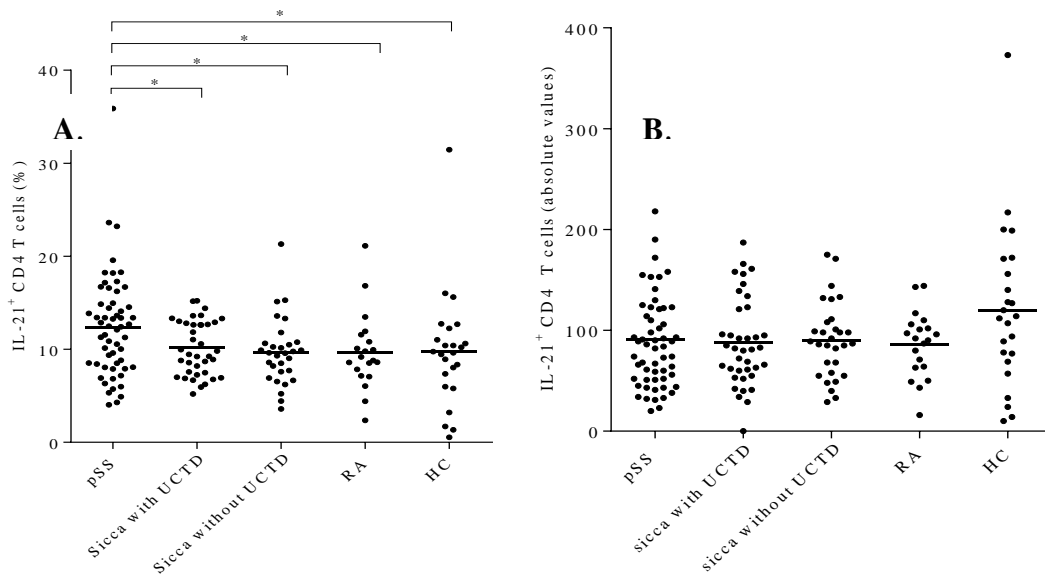 *
*
*
*
A.
IL-21+ CD4 T cells (%)
40
30
20
10
0
pSS
Sicca with UCTD
Sicca without UCTD
RA
HC
B.
IL-21+ CD4 T cells (absolute values)
400
300
200
100
0
pSS
sicca with UCTD
sicca without UCTD
RA
HC